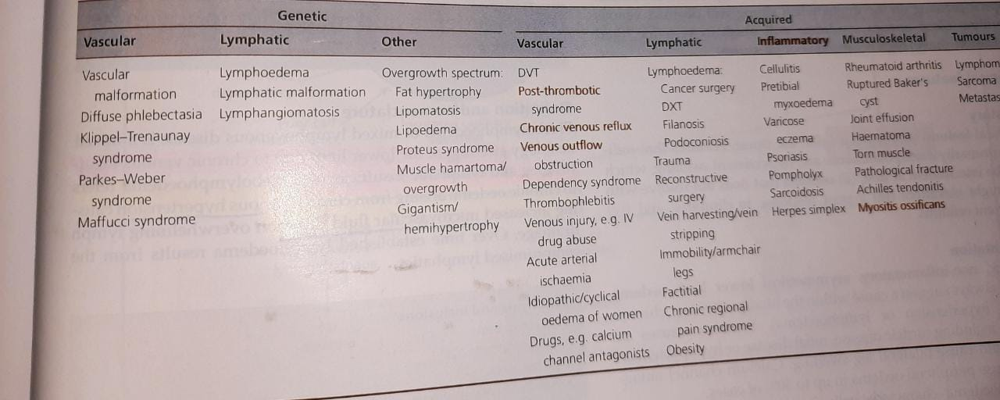 Genetic
Vascular
Lymphatic
Other
Vascular
malformation
Diffuse phlebectasia
Klippel–Trenaunay
syndrome
Parkes–Weber
syndrome
Maffucci syndrome
Lymphoedema
Lymphatic malformation
Lymphangiomatosis
Overgrowth spectrum:
Fat hypertrophy
Lipomatosis
Lipoedema
Proteus syndrome
Muscle hamartoma/
overgrowth
Gigantism/
hemihypertrophy
Acquired
Vascular
Lymphatic
Inflammatory
Musculoskeletal
Tumours
DVT
Post-thrombotic
syndrome
Chronic venous reflux
Venous outflow
obstruction
Dependency syndrome
Thrombophlebitis
Venous injury, e.g. IV
drug abuse
Acute arterial
ischaemia
Idiopathic/cyclical
oedema of women
Drugs, e.g. calcium
channel antagonists
Lymphoedema:
Cancer surgery
DXT
Filanosis
Podoconiosis
Trauma
Reconstructive
surgery
Vein harvesting/vein
stripping
Immobility/armchair
legs
Factitial
Chronic regional
pain syndrome
Obesity
Cellulitis
Pretibial
myxoedema
Varicose
eczema
Psoriasis
Pompholyx
Sarcoidosis
Herpes simplex
Rheumatoid arthritis
Ruptured Baker's
cyst
Joint effusion
Haematoma
Torn muscle
Pathological fracture
Achilles tendonitis
Myositis ossificans
Lymphom
Sarcoma
Metastas